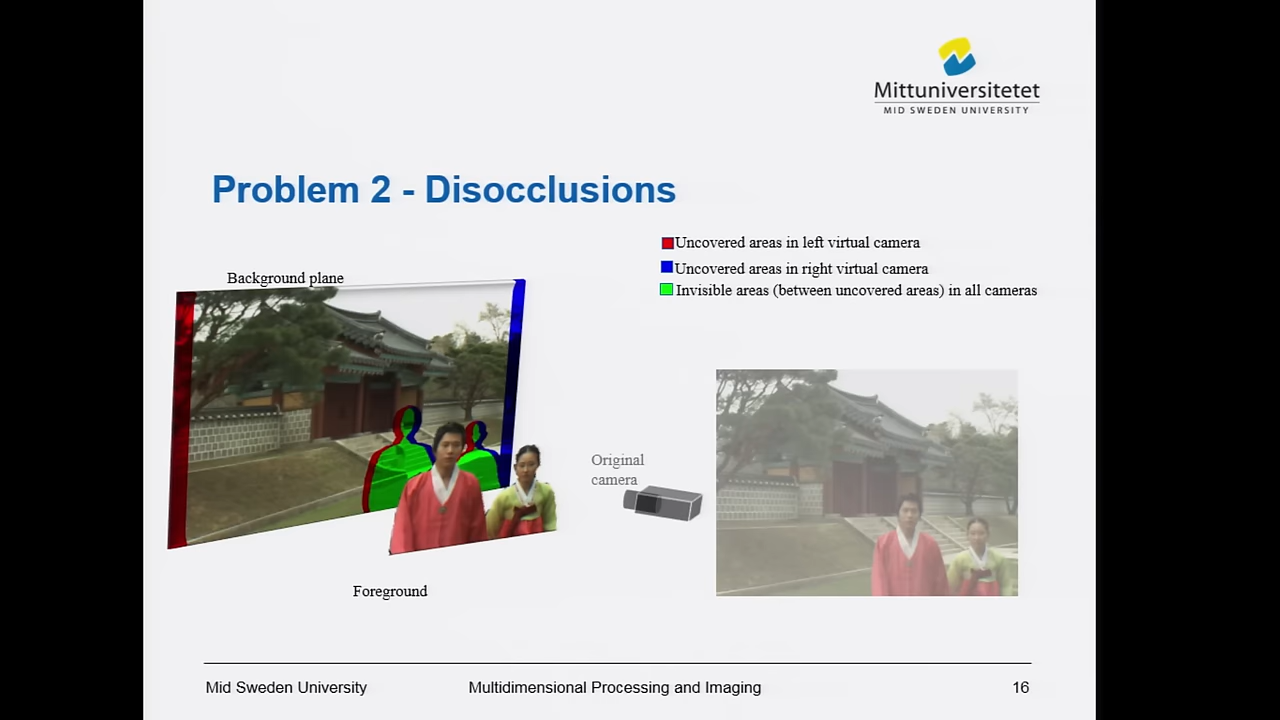 Mittuniversitetet
MID SWEDEN UNIVERSITY
Problem 2 - Disocclusions
Uncovered areas in left virtual camera
Uncovered areas in right virtual camera
Invisible areas (between uncovered areas) in all cameras
Background plane
Original
camera
Foreground
Mid Sweden University
Multidimensional Processing and Imaging
16